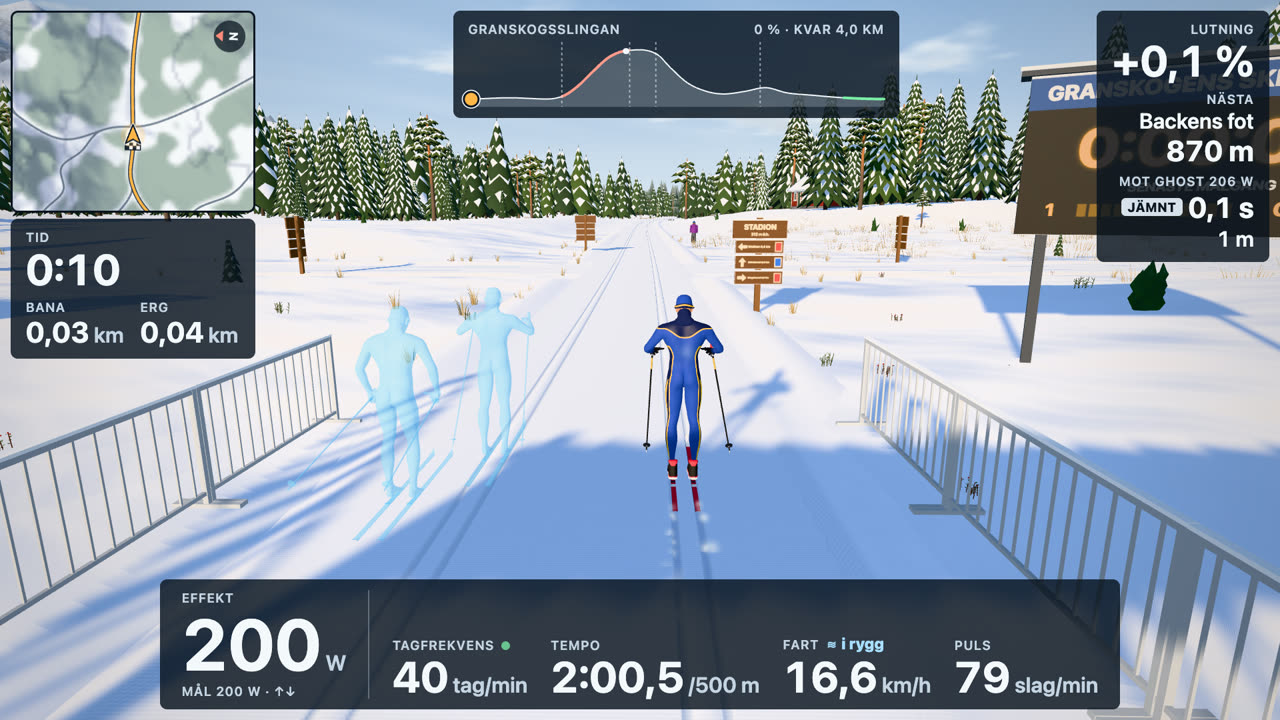 N
GRANSKOGSSLINGAN
0 % · KVAR 4,0 KM
LUTNING
+0,1 %
NÄSTA
Backens fot
870 m
MOT GHOST 206 W
JÄMNT 0,1 s
1 m
TID
0:10
BANA
0,03 km
ERG
0,04 km
STADION
1
EFFEKT
200 W
MÅL 200 W · ↑↓
TAGFREKVENS
40 tag/min
TEMPO
2:00,5 /500 m
FART ≈ i rygg
16,6 km/h
PULS
79 slag/min